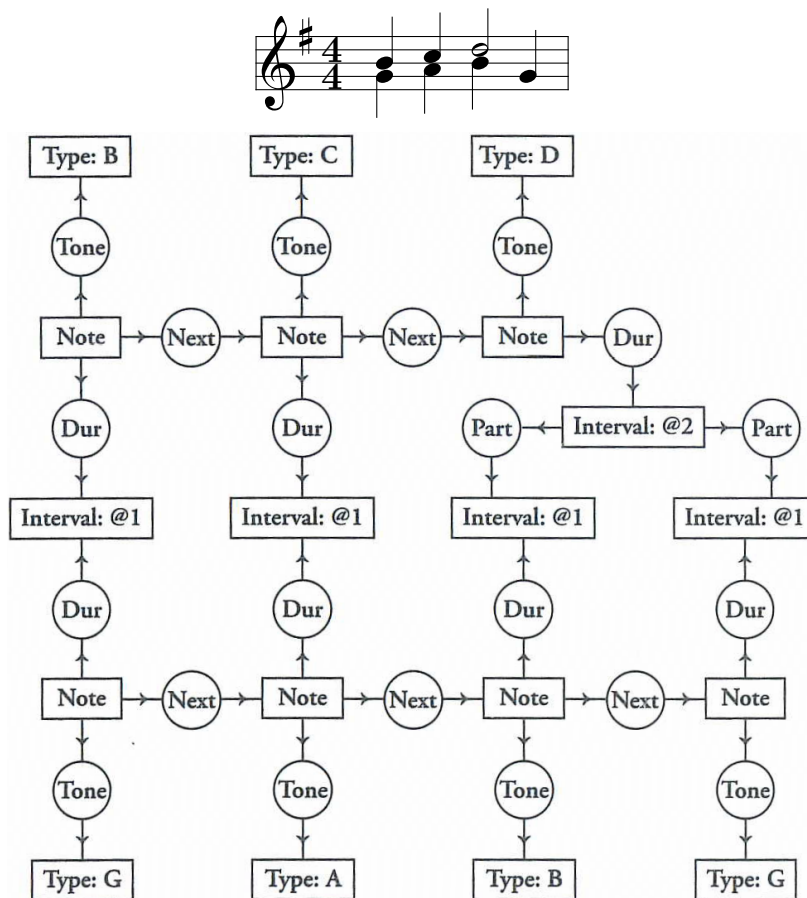 4
4
Type: B Type: C Type: D
Tone Tone Tone
Note Next Note Next Note Dur
Dur Dur Part Interval: @2 Part
Interval: @1 Interval: @1 Interval: @1 Interval: @1
Dur Dur Dur Dur
Note Next Note Next Note Next Note
Tone Tone Tone Tone
Type: G Type: A Type: B Type: G